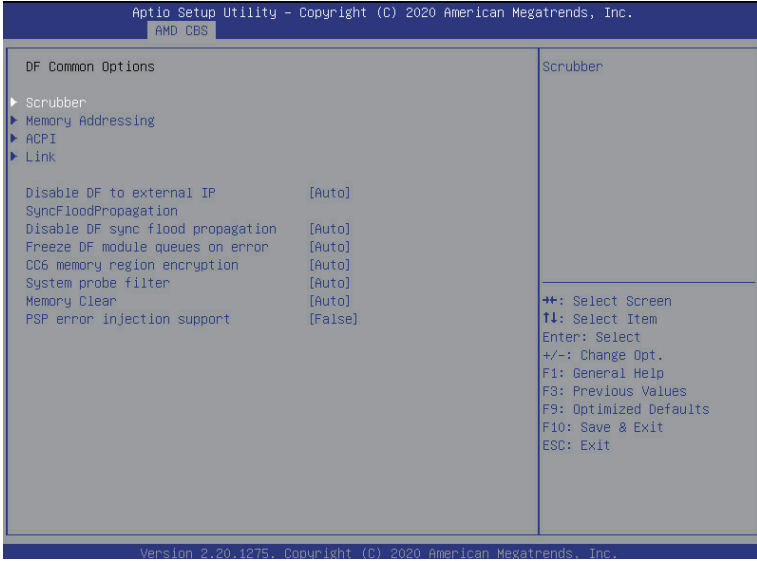 Aptio Setup Utility – Copyright (C) 2020 American Megatrends, Inc.
AMD CBS
DF Common Options
Scrubber
Memory Addressing
ACPI
Link
Disable DF to external IP [Auto]
SyncFloodPropagation
Disable DF sync flood propagation [Auto]
Freeze DF module queues on error [Auto]
CC6 memory region encryption [Auto]
System probe filter [Auto]
Memory Clear [Auto]
PSP error injection support [False]
Scrubber
→←: Select Screen
↑↓: Select Item
Enter: Select
+/-: Change Opt.
F1: General Help
F3: Previous Values
F9: Optimized Defaults
F10: Save & Exit
ESC: Exit
Version 2.20.1275. Copyright (C) 2020 American Megatrends, Inc.